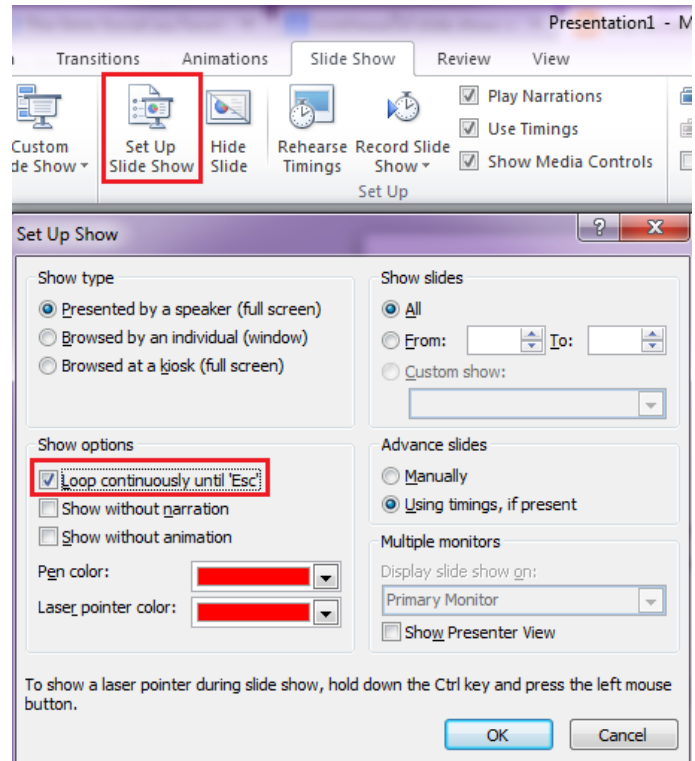 Presentation1 - M
Transitions Animations Slide Show Review View
Custom
de Show
Set Up
Slide Show
Hide
Slide
Rehearse
Timings
Record Slide
Show
Play Narrations
Use Timings
Show Media Controls
Set Up
Set Up Show
?
X
Show type
Presented by a speaker (full screen)
Browsed by an individual (window)
Browsed at a kiosk (full screen)
Show slides
All
From: To:
Custom show:
Show options
Loop continuously until 'Esc'
Show without narration
Show without animation
Pen color:
Laser pointer color:
Advance slides
Manually
Using timings, if present
Multiple monitors
Display slide show on:
Primary Monitor
Show Presenter View
To show a laser pointer during slide show, hold down the Ctrl key and press the left mouse
button.
OK Cancel